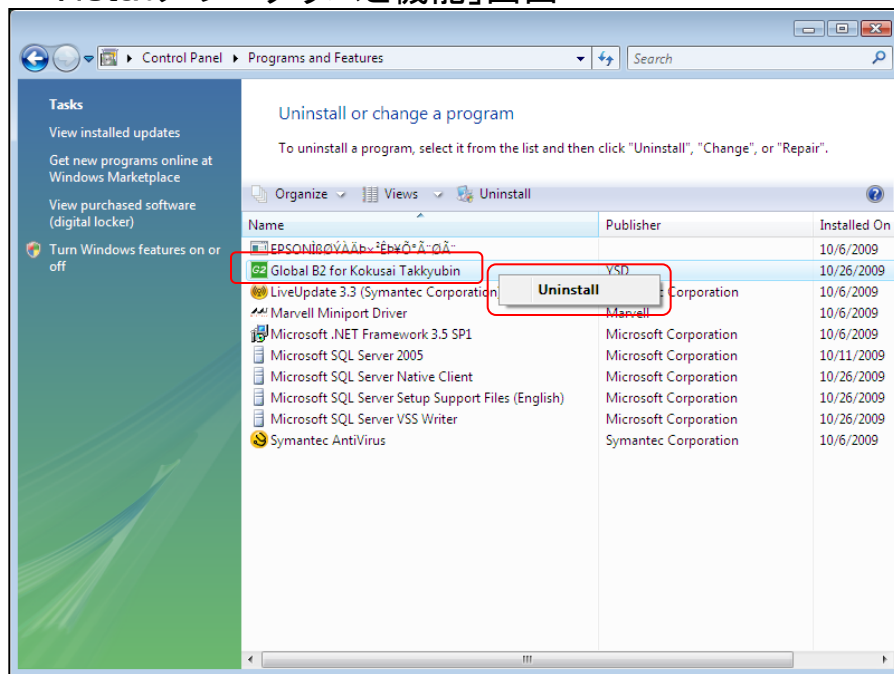 Control Panel ▸ Programs and Features
Search
Tasks
View installed updates
Get new programs online at
Windows Marketplace
View purchased software
(digital locker)
Turn Windows features on or
off
Uninstall or change a program
To uninstall a program, select it from the list and then click "Uninstall", "Change", or "Repair".
Organize Views Uninstall
Name Publisher Installed On
10/6/2009
Global B2 for Kokusai Takkyubin YSD 10/26/2009
LiveUpdate 3.3 (Symantec Corporation Corporation 10/6/2009
Uninstall
Marvell Miniport Driver Marvell 10/6/2009
Microsoft .NET Framework 3.5 SP1 Microsoft Corporation 10/6/2009
Microsoft SQL Server 2005 Microsoft Corporation 10/11/2009
Microsoft SQL Server Native Client Microsoft Corporation 10/26/2009
Microsoft SQL Server Setup Support Files (English) Microsoft Corporation 10/26/2009
Microsoft SQL Server VSS Writer Microsoft Corporation 10/26/2009
Symantec AntiVirus Symantec Corporation 10/6/2009